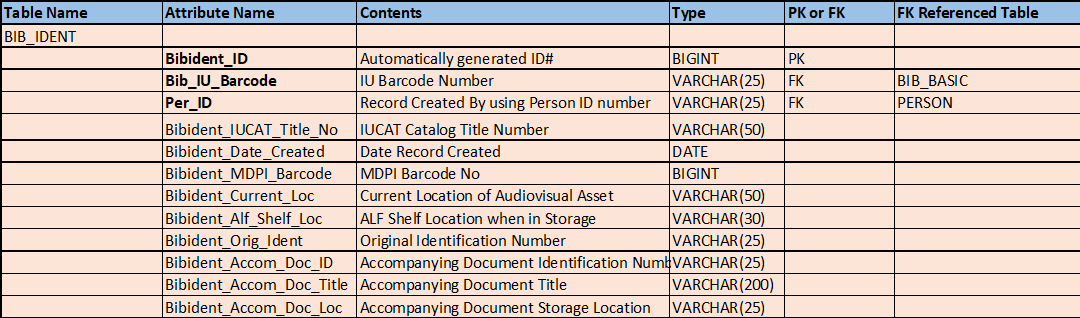 Table Name Attribute Name Contents Type PK or FK FK Referenced Table
BIB_IDENT
Bibident_ID Automatically generated ID# BIGINT PK
Bib_IU_Barcode IU Barcode Number VARCHAR(25) FK BIB_BASIC
Per_ID Record Created By using Person ID number VARCHAR(25) FK PERSON
Bibident_IUCAT_Title_No IUCAT Catalog Title Number VARCHAR(50)
Bibident_Date_Created Date Record Created DATE
Bibident_MDPI_Barcode MDPI Barcode No BIGINT
Bibident_Current_Loc Current Location of Audiovisual Asset VARCHAR(50)
Bibident_Alf_Shelf_Loc ALF Shelf Location when in Storage VARCHAR(30)
Bibident_Orig_Ident Original Identification Number VARCHAR(25)
Bibident_Accom_Doc_ID Accompanying Document Identification Numb VARCHAR(25)
Bibident_Accom_Doc_Title Accompanying Document Title VARCHAR(200)
Bibident_Accom_Doc_Loc Accompanying Document Storage Location VARCHAR(25)